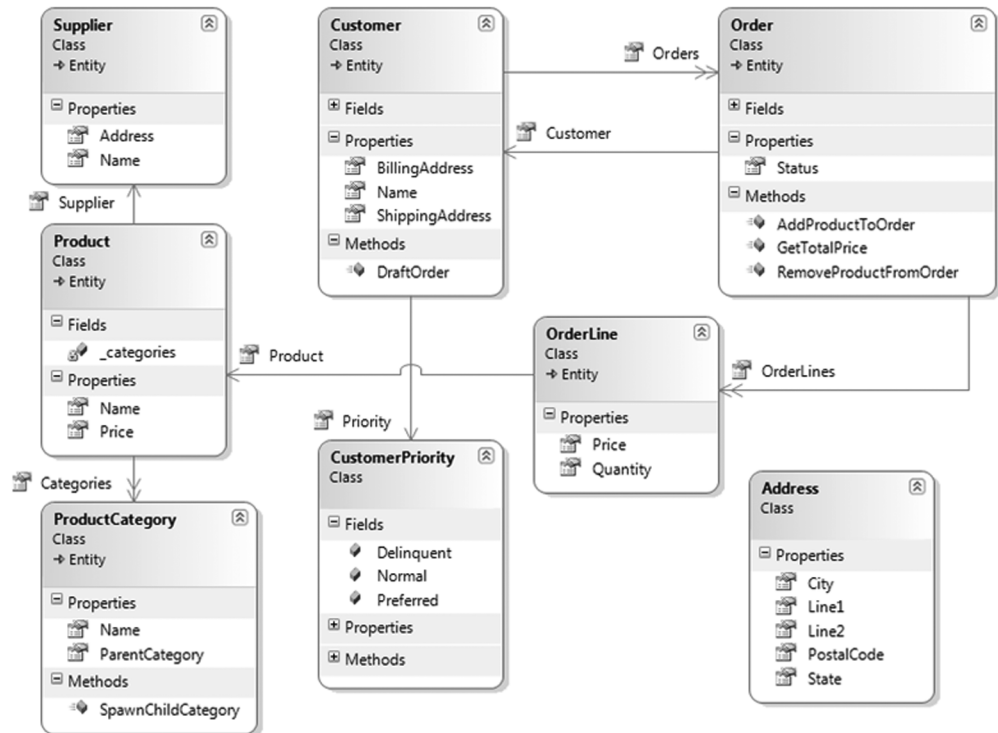 Supplier
Class
Entity
Properties
Address
Name
Supplier
Product
Class
Entity
Fields
_categories
Properties
Name
Price
Categories
ProductCategory
Class
Entity
Properties
Name
ParentCategory
Methods
SpawnChildCategory
Customer
Class
Entity
Fields
Properties
BillingAddress
Name
ShippingAddress
Methods
DraftOrder
Orders
Customer
Product
Priority
CustomerPriority
Class
Fields
Delinquent
Normal
Preferred
Properties
Methods
Order
Class
Entity
Fields
Properties
Status
Methods
AddProductToOrder
GetTotalPrice
RemoveProductFromOrder
OrderLine
Class
Entity
Properties
Price
Quantity
OrderLines
Address
Class
Properties
City
Line1
Line2
PostalCode
State